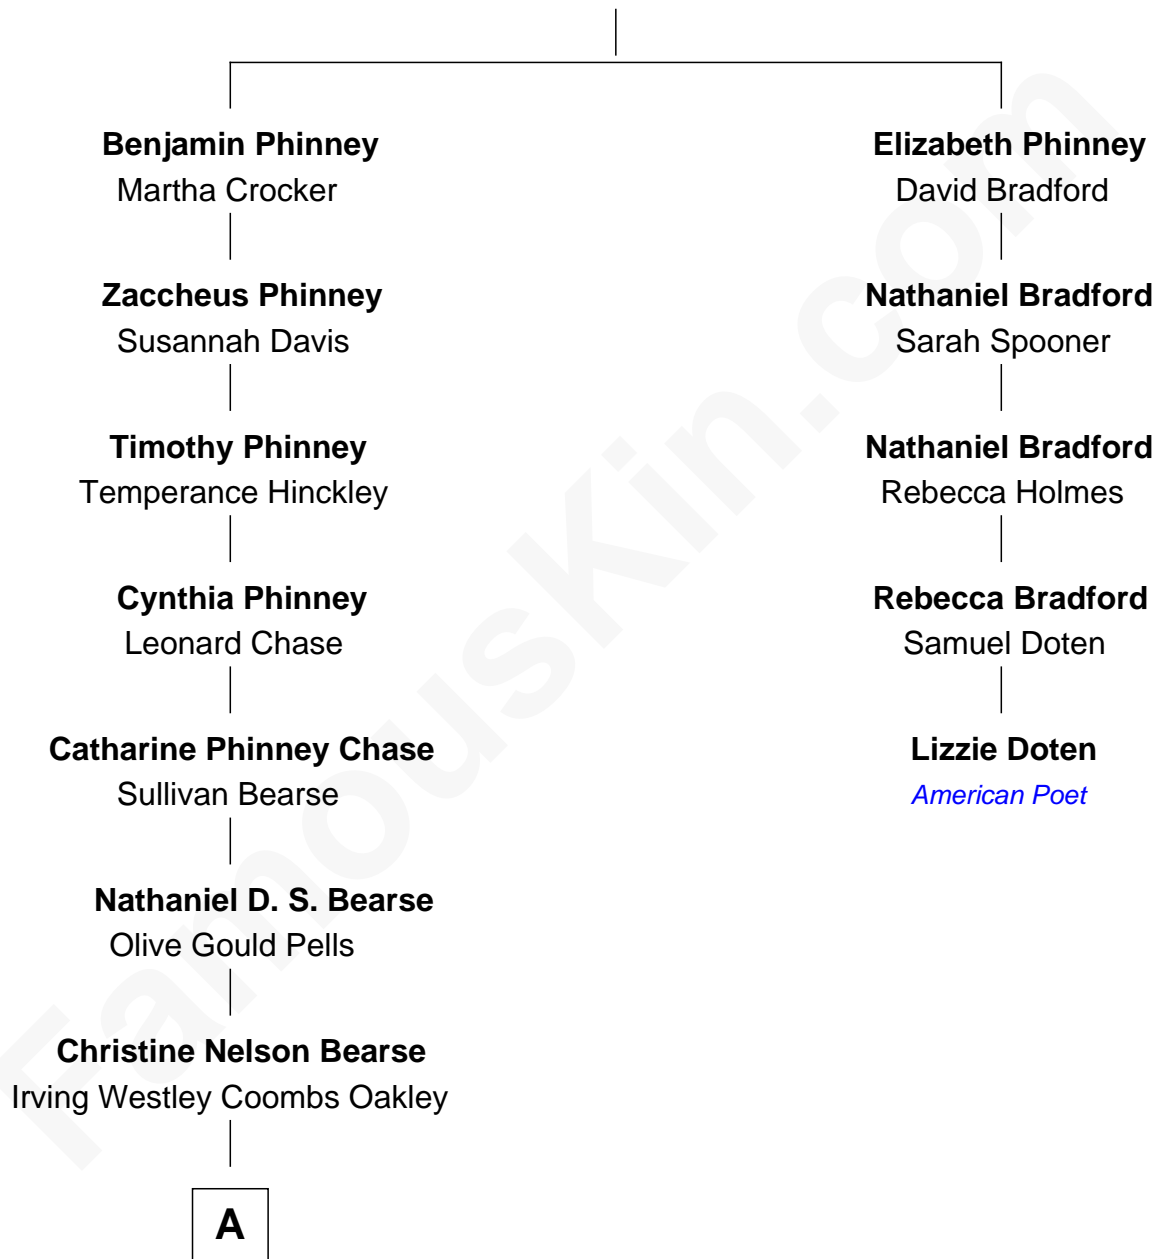 Benjamin Phinney
Martha Crocker
Zaccheus Phinney
Susannah Davis
Timothy Phinney
Temperance Hinckley
Cynthia Phinney
Leonard Chase
Catharine Phinney Chase
Sullivan Bearse
Nathaniel D. S. Bearse
Olive Gould Pells
Christine Nelson Bearse
Irving Westley Coombs Oakley
A
Elizabeth Phinney
David Bradford
Nathaniel Bradford
Sarah Spooner
Nathaniel Bradford
Rebecca Holmes
Rebecca Bradford
Samuel Doten
Lizzie Doten
American Poet
FamousKin.com